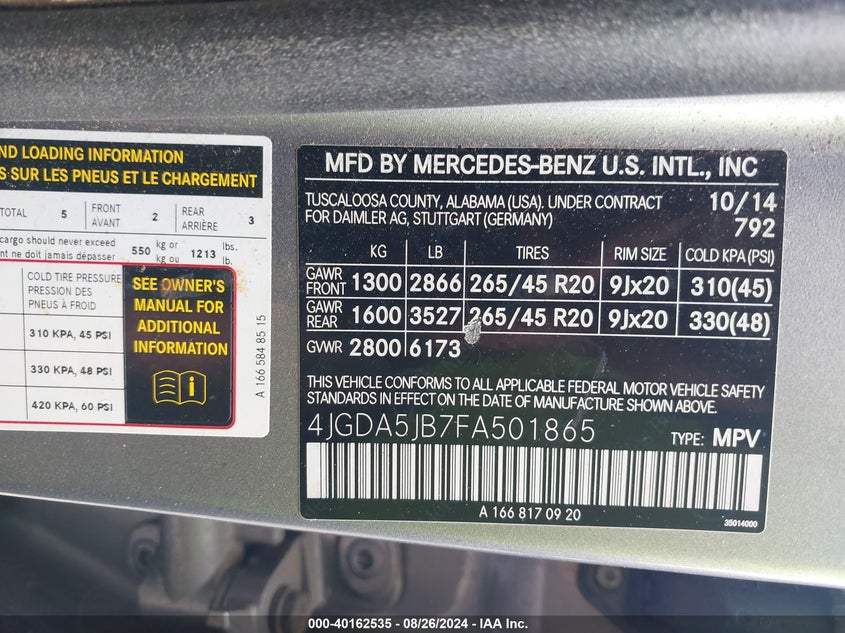 ND LOADING INFORMATION
S SUR LES PNEUS ET LE CHARGEMENT
TOTAL 5 FRONT AVANT 2 REAR ARRIÈRE 3
cargo should never exceed
nt ne doit jamais dépasser 550 kg or kg ou 1213 lbs. lb.
COLD TIRE PRESSURE
PRESSION DES
PNEUS À FROID
310 KPA, 45 PSI
330 KPA, 48 PSI
420 KPA, 60 PSI
SEE OWNER'S
MANUAL FOR
ADDITIONAL
INFORMATION
A 166 584 85 15
MFD BY MERCEDES-BENZ U.S. INTL., INC
TUSCALOOSA COUNTY, ALABAMA (USA). UNDER CONTRACT 10/14
FOR DAIMLER AG, STUTTGART (GERMANY) 792
KG LB TIRES RIM SIZE COLD KPA (PSI)
GAWR FRONT 1300 2866 265/45 R20 9Jx20 310(45)
GAWR REAR 1600 3527 265/45 R20 9Jx20 330(48)
GVWR 2800 6173
THIS VEHICLE CONFORMS TO ALL APPLICABLE FEDERAL MOTOR VEHICLE SAFETY
STANDARDS IN EFFECT ON THE DATE OF MANUFACTURE SHOWN ABOVE.
4JGDA5JB7FA501865 TYPE: MPV
A 166 817 09 20
35014000
000-40162535 - 08/26/2024 - IAA Inc.